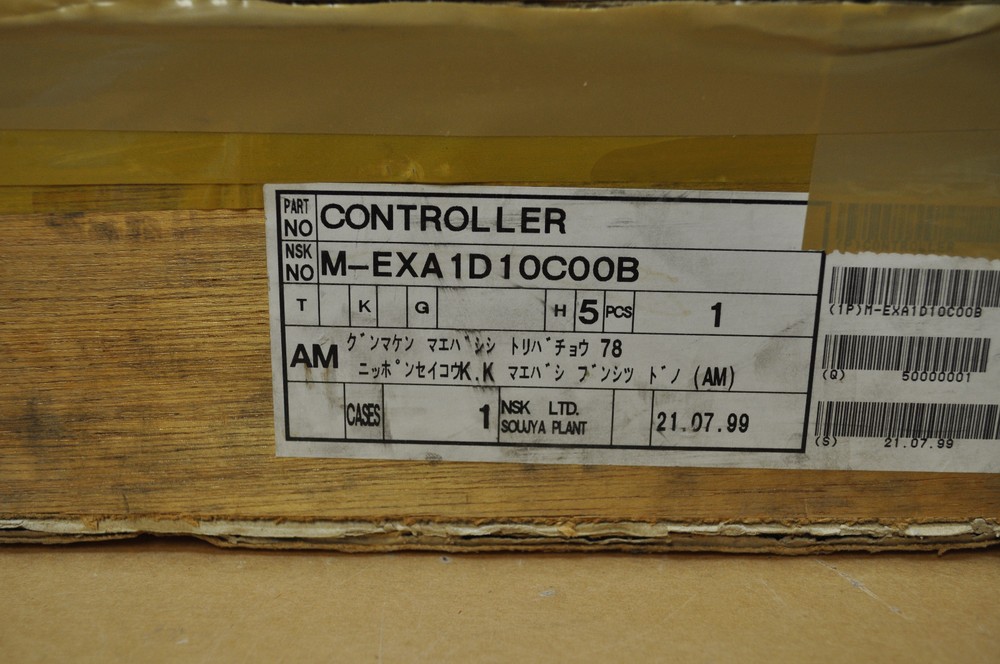 PART NO CONTROLLER
NSK NO M-EXA1D10C00B
T K G H 5 PCS 1
AM
グンマケン マエバシシ トリバチョウ 78
ニッポンセイコウK.K マエバシ ブンシツ ドノ (AM)
CASES 1 NSK LTD. SOUJYA PLANT 21.07.99
(1P)M-EXA1D10C00B
(Q) 50000001
(S) 21.07.99